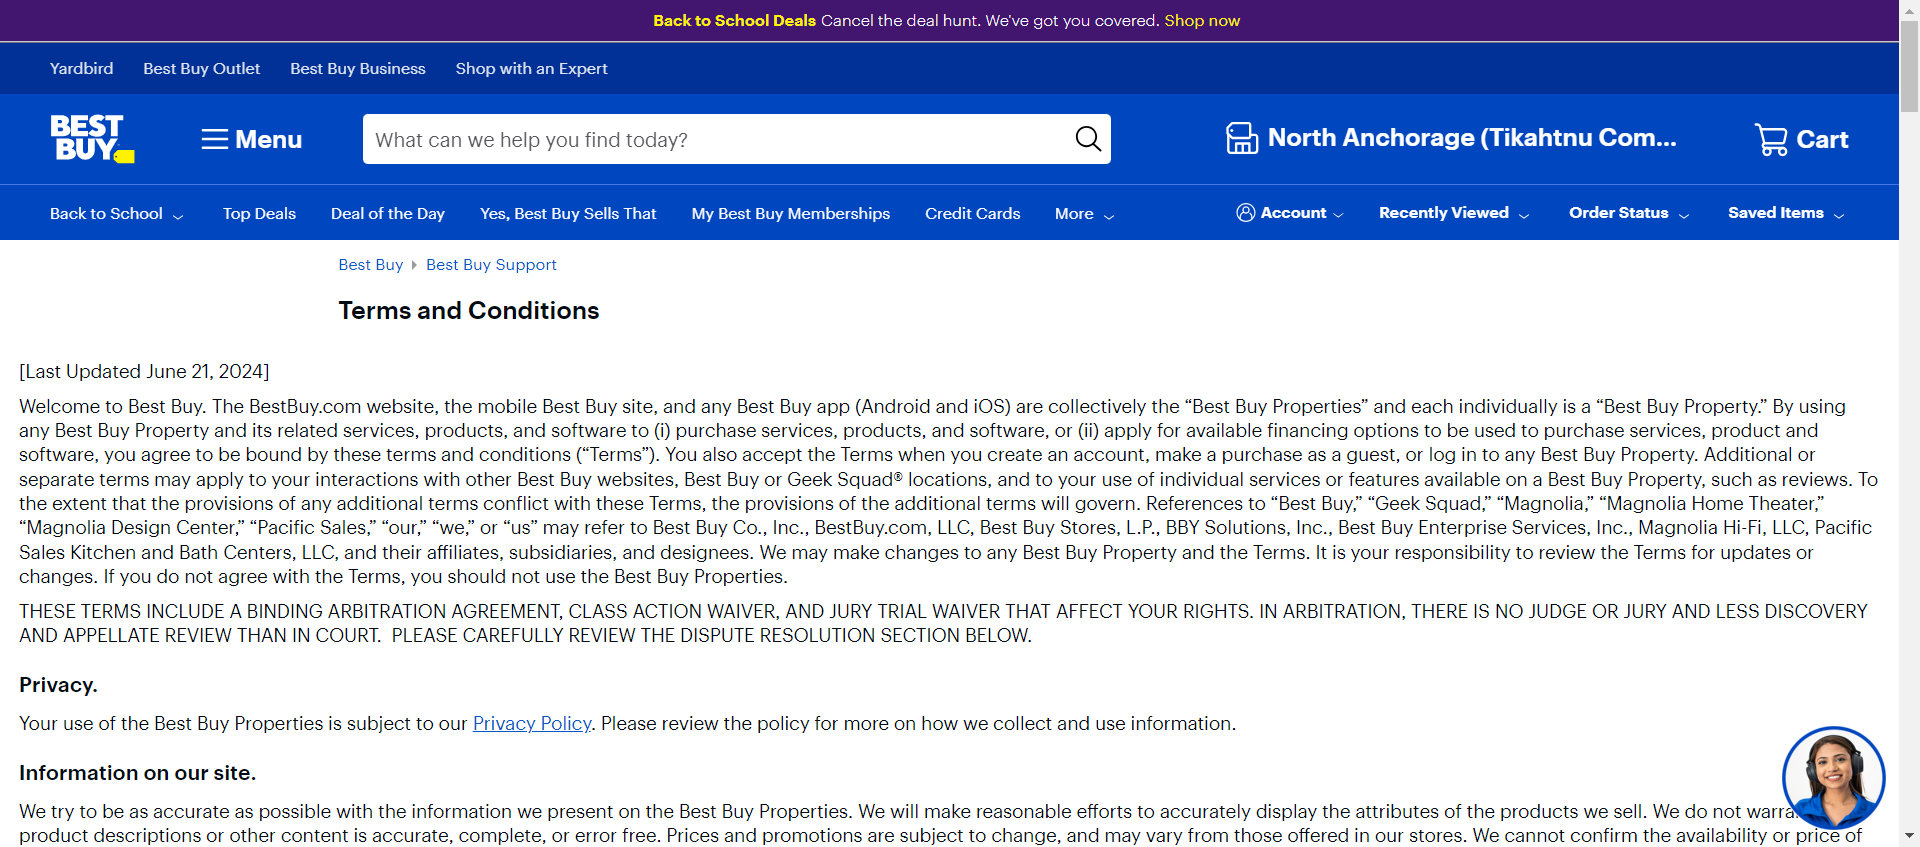 Back to School Deals Cancel the deal hunt. We've got you covered. Shop now
Yardbird Best Buy Outlet Best Buy Business Shop with an Expert
BEST BUY
Menu
What can we help you find today?
North Anchorage (Tikahtnu Com...
Cart
Back to School Top Deals Deal of the Day Yes, Best Buy Sells That My Best Buy Memberships Credit Cards More Account Recently Viewed Order Status Saved Items
Best Buy Best Buy Support
Terms and Conditions
[Last Updated June 21, 2024]
Welcome to Best Buy. The BestBuy.com website, the mobile Best Buy site, and any Best Buy app (Android and iOS) are collectively the “Best Buy Properties” and each individually is a “Best Buy Property.” By using
any Best Buy Property and its related services, products, and software to (i) purchase services, products, and software, or (ii) apply for available financing options to be used to purchase services, product and
software, you agree to be bound by these terms and conditions (“Terms”). You also accept the Terms when you create an account, make a purchase as a guest, or log in to any Best Buy Property. Additional or
separate terms may apply to your interactions with other Best Buy websites, Best Buy or Geek Squad® locations, and to your use of individual services or features available on a Best Buy Property, such as reviews. To
the extent that the provisions of any additional terms conflict with these Terms, the provisions of the additional terms will govern. References to “Best Buy,” “Geek Squad,” “Magnolia,” “Magnolia Home Theater,”
“Magnolia Design Center,” “Pacific Sales,” “our,” “we,” or “us” may refer to Best Buy Co., Inc., BestBuy.com, LLC, Best Buy Stores, L.P., BBY Solutions, Inc., Best Buy Enterprise Services, Inc., Magnolia Hi-Fi, LLC, Pacific
Sales Kitchen and Bath Centers, LLC, and their affiliates, subsidiaries, and designees. We may make changes to any Best Buy Property and the Terms. It is your responsibility to review the Terms for updates or
changes. If you do not agree with the Terms, you should not use the Best Buy Properties.
THESE TERMS INCLUDE A BINDING ARBITRATION AGREEMENT, CLASS ACTION WAIVER, AND JURY TRIAL WAIVER THAT AFFECT YOUR RIGHTS. IN ARBITRATION, THERE IS NO JUDGE OR JURY AND LESS DISCOVERY
AND APPELLATE REVIEW THAN IN COURT. PLEASE CAREFULLY REVIEW THE DISPUTE RESOLUTION SECTION BELOW.
Privacy.
Your use of the Best Buy Properties is subject to our Privacy Policy. Please review the policy for more on how we collect and use information.
Information on our site.
We try to be as accurate as possible with the information we present on the Best Buy Properties. We will make reasonable efforts to accurately display the attributes of the products we sell. We do not
product descriptions or other content is accurate, complete, or error free. Prices and promotions are subject to change, and may vary from those offered in our stores. We cannot confirm the availability or price of